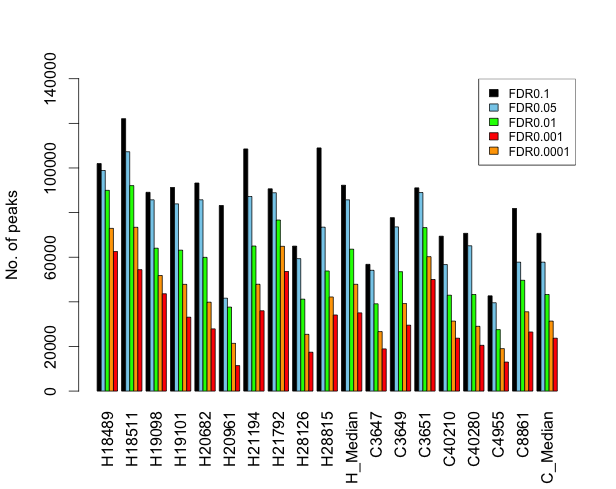 140000
100000
60000
20000
0
No. of peaks
FDR0.1
FDR0.05
FDR0.01
FDR0.001
FDR0.0001
H18489
H18511
H19098
H19101
H20682
H20961
H21194
H21792
H28126
H28815
H_Median
C3647
C3649
C3651
C40210
C40280
C4955
C8861
C_Median